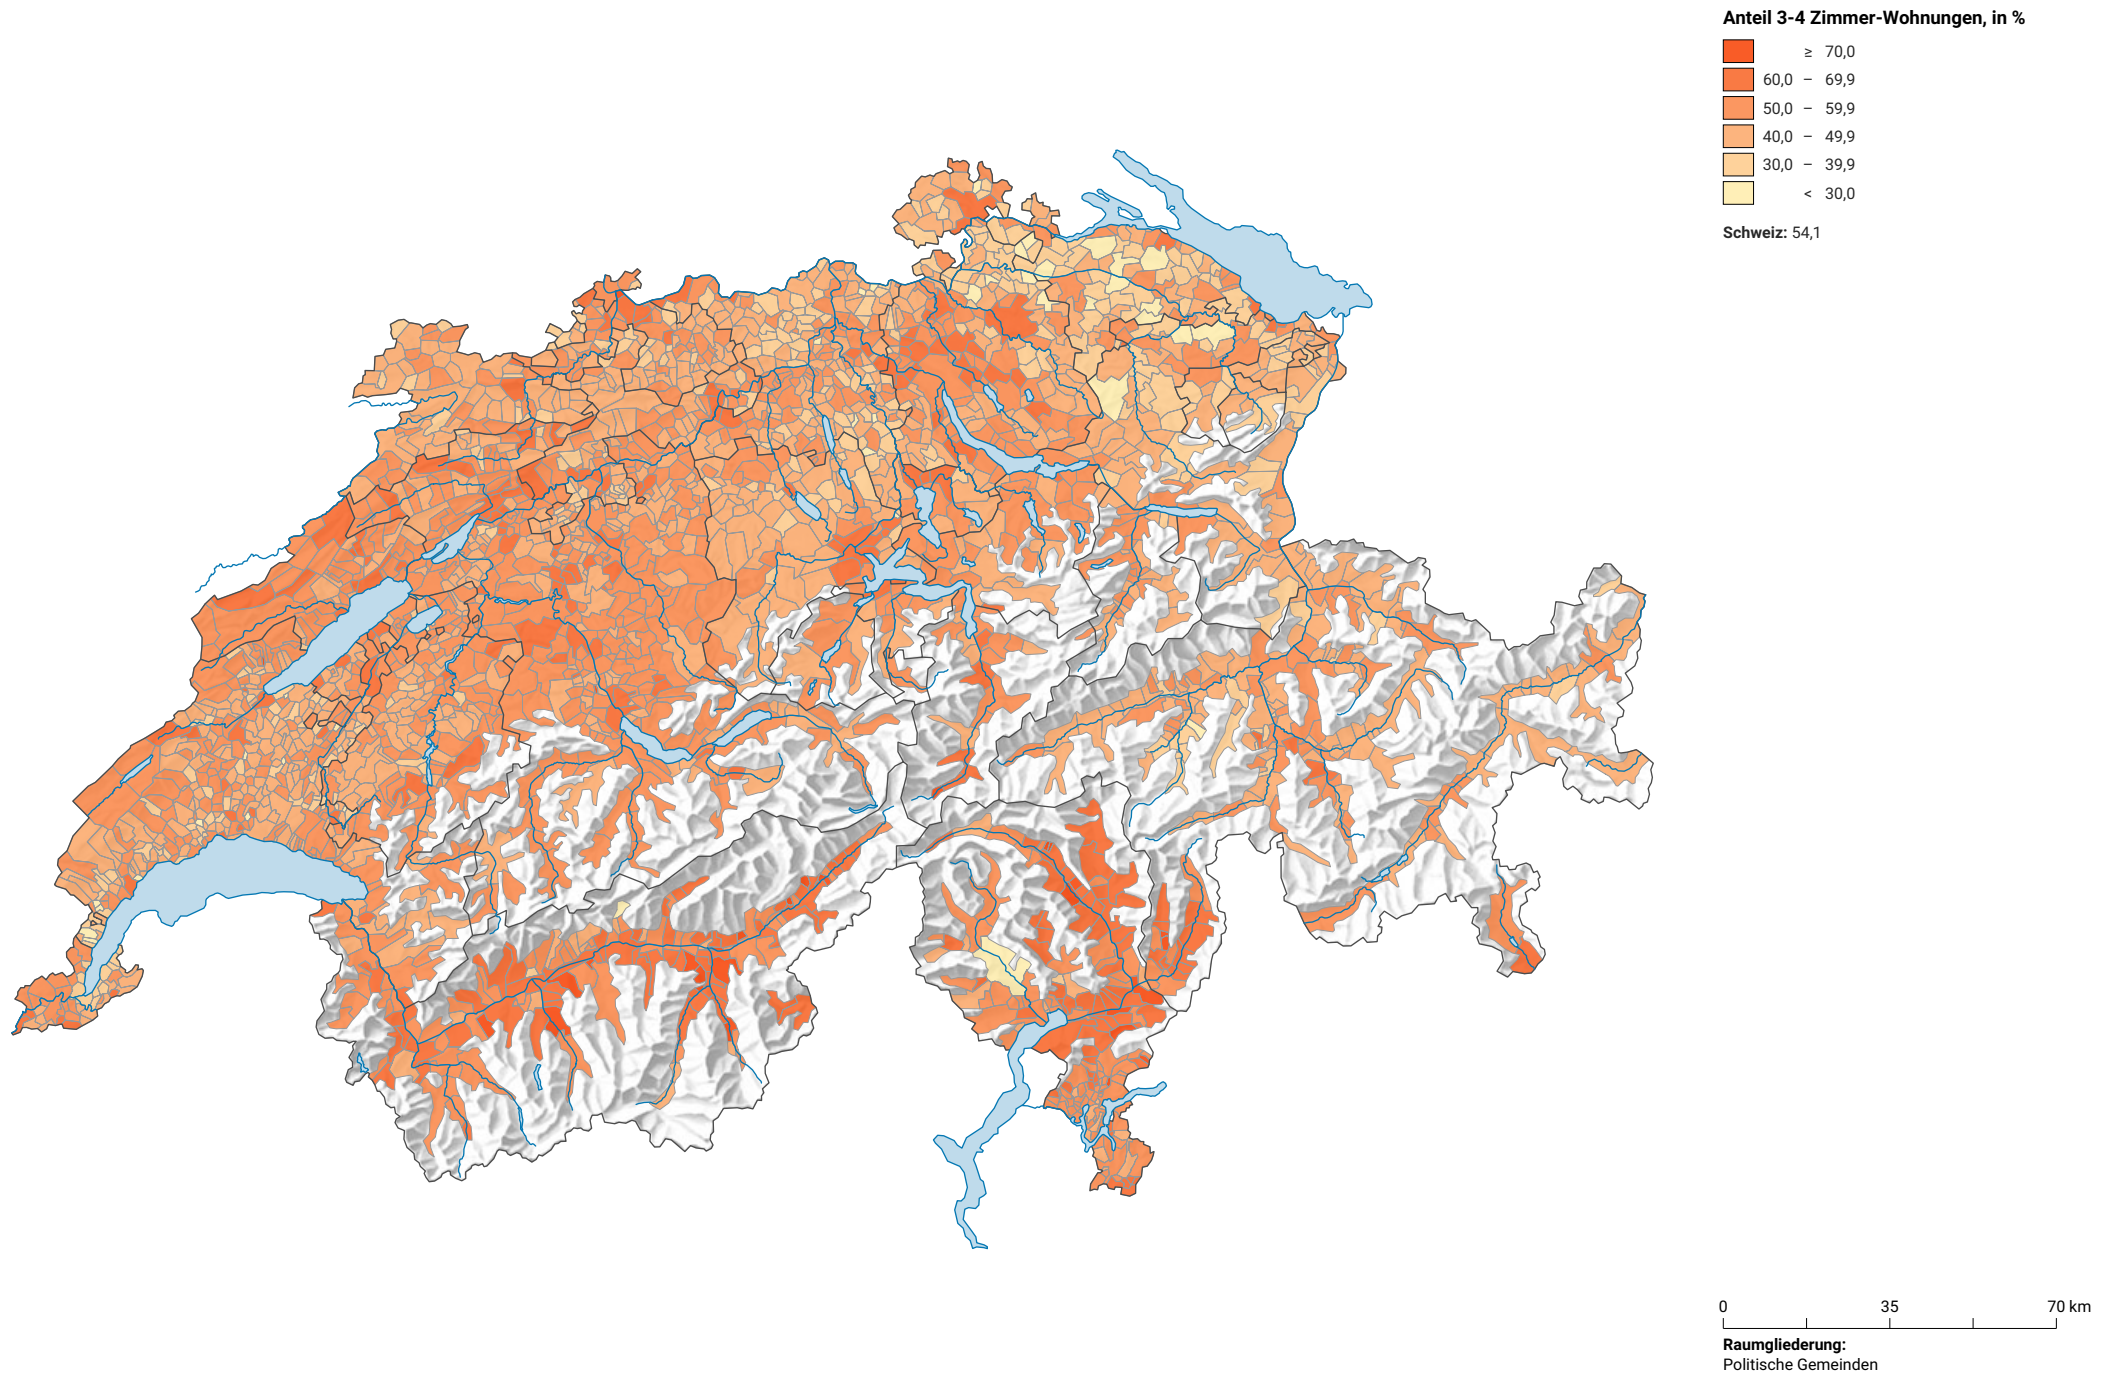 Anteil 3-4 Zimmer-Wohnungen, in %
≥ 70,0
60,0 – 69,9
50,0 – 59,9
40,0 – 49,9
30,0 – 39,9
< 30,0
Schweiz: 54,1
0 35 70 km
Raumgliederung:
Politische Gemeinden